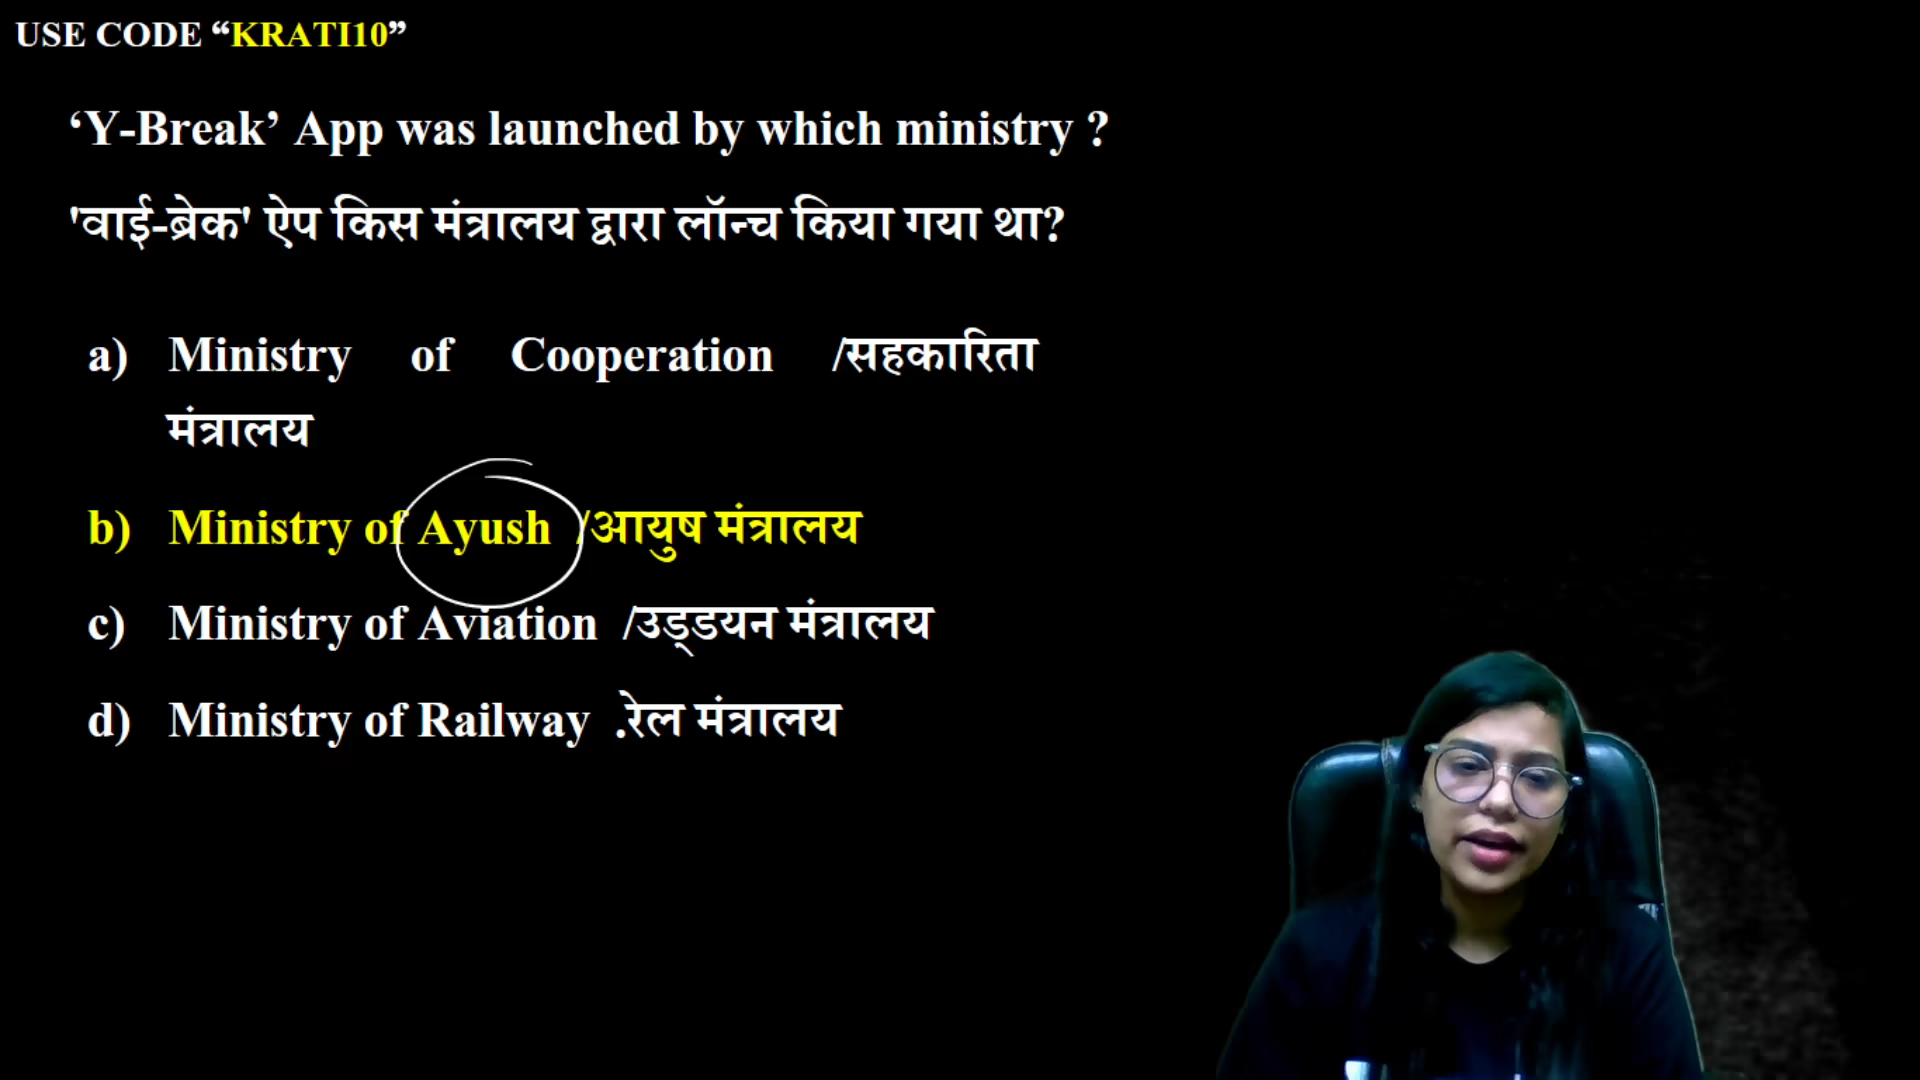 USE CODE “KRATI10”
‘Y-Break’ App was launched by which ministry ?
'वाई-ब्रेक' ऐप किस मंत्रालय द्वारा लॉन्च किया गया था?
a) Ministry of Cooperation /सहकारिता
मंत्रालय
b) Ministry of Ayush /आयुष मंत्रालय
c) Ministry of Aviation /उड्डयन मंत्रालय
d) Ministry of Railway .रेल मंत्रालय